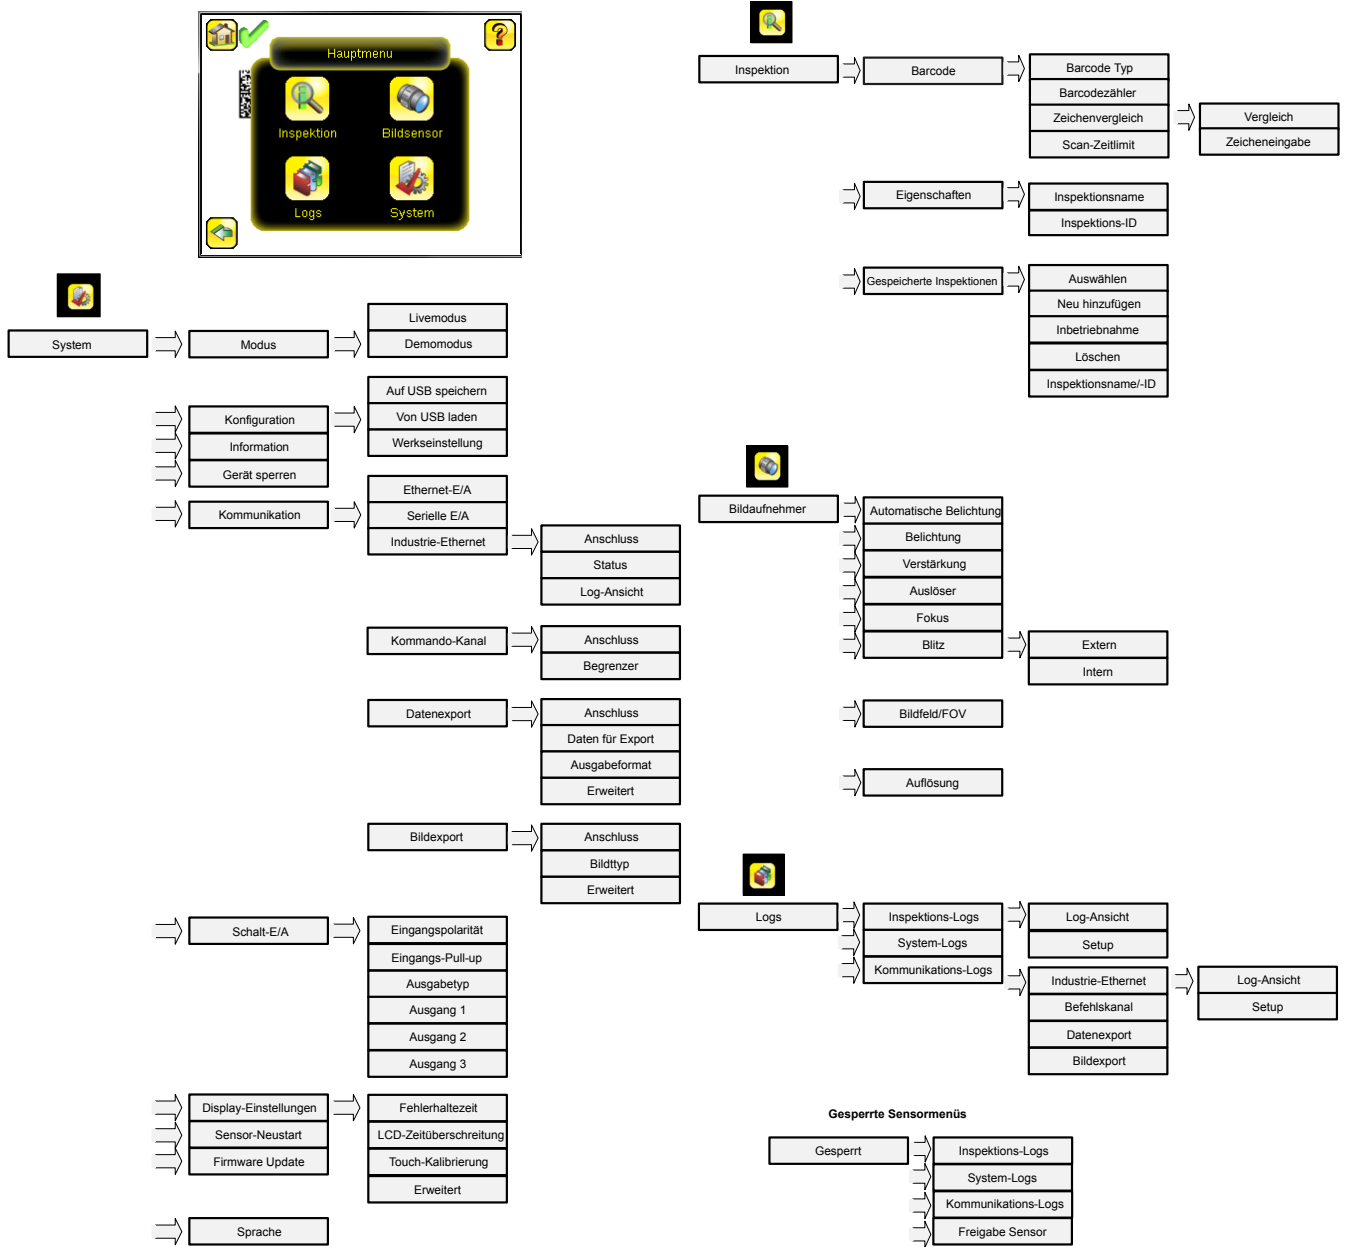 Hauptmenu
Inspektion
Bildsensor
Logs
System
System
Modus
Livemodus
Demomodus
Konfiguration
Auf USB speichern
Von USB laden
Werkseinstellung
Information
Gerät sperren
Kommunikation
Ethernet-E/A
Serielle E/A
Industrie-Ethernet
Anschluss
Status
Log-Ansicht
Kommando-Kanal
Anschluss
Begrenzer
Datenexport
Anschluss
Daten für Export
Ausgabeformat
Erweitert
Bildexport
Anschluss
Bildttyp
Erweitert
Schalt-E/A
Eingangspolarität
Eingangs-Pull-up
Ausgabetyp
Ausgang 1
Ausgang 2
Ausgang 3
Display-Einstellungen
Fehlerhaltezeit
LCD-Zeitüberschreitung
Touch-Kalibrierung
Erweitert
Sensor-Neustart
Firmware Update
Sprache
Inspektion
Barcode
Barcode Typ
Barcodezähler
Zeichenvergleich
Scan-Zeitlimit
Vergleich
Zeicheneingabe
Eigenschaften
Inspektionsname
Inspektions-ID
Gespeicherte Inspektionen
Auswählen
Neu hinzufügen
Inbetriebnahme
Löschen
Inspektionsname/-ID
Bildaufnehmer
Automatische Belichtung
Belichtung
Verstärkung
Auslöser
Fokus
Blitz
Extern
Intern
Bildfeld/FOV
Auflösung
Logs
Inspektions-Logs
Log-Ansicht
Setup
System-Logs
Kommunikations-Logs
Industrie-Ethernet
Befehlskanal
Datenexport
Bildexport
Log-Ansicht
Setup
Gesperrte Sensormenüs
Gesperrt
Inspektions-Logs
System-Logs
Kommunikations-Logs
Freigabe Sensor